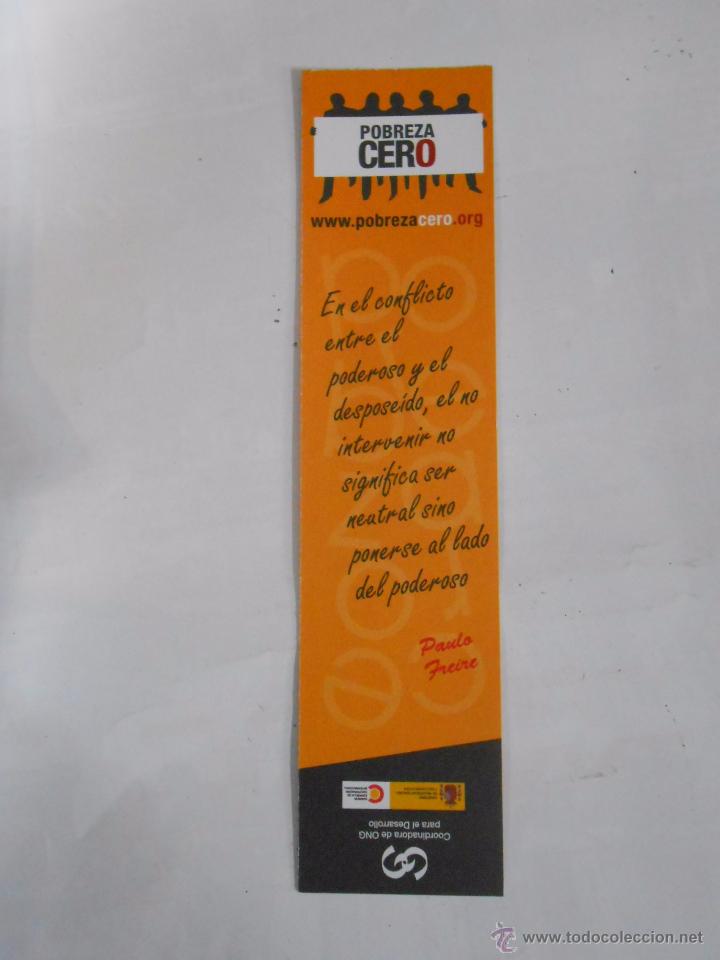 POBREZA
CERO
www.pobrezacero.org
En el conflicto
entre el
poderoso y el
desposeído, el no
intervenir no
significa ser
neutral sino
ponerse al lado
del poderoso
Paulo
Freire
Coordinadora de ONG
para el Desarrollo
© www.todocoleccion.net